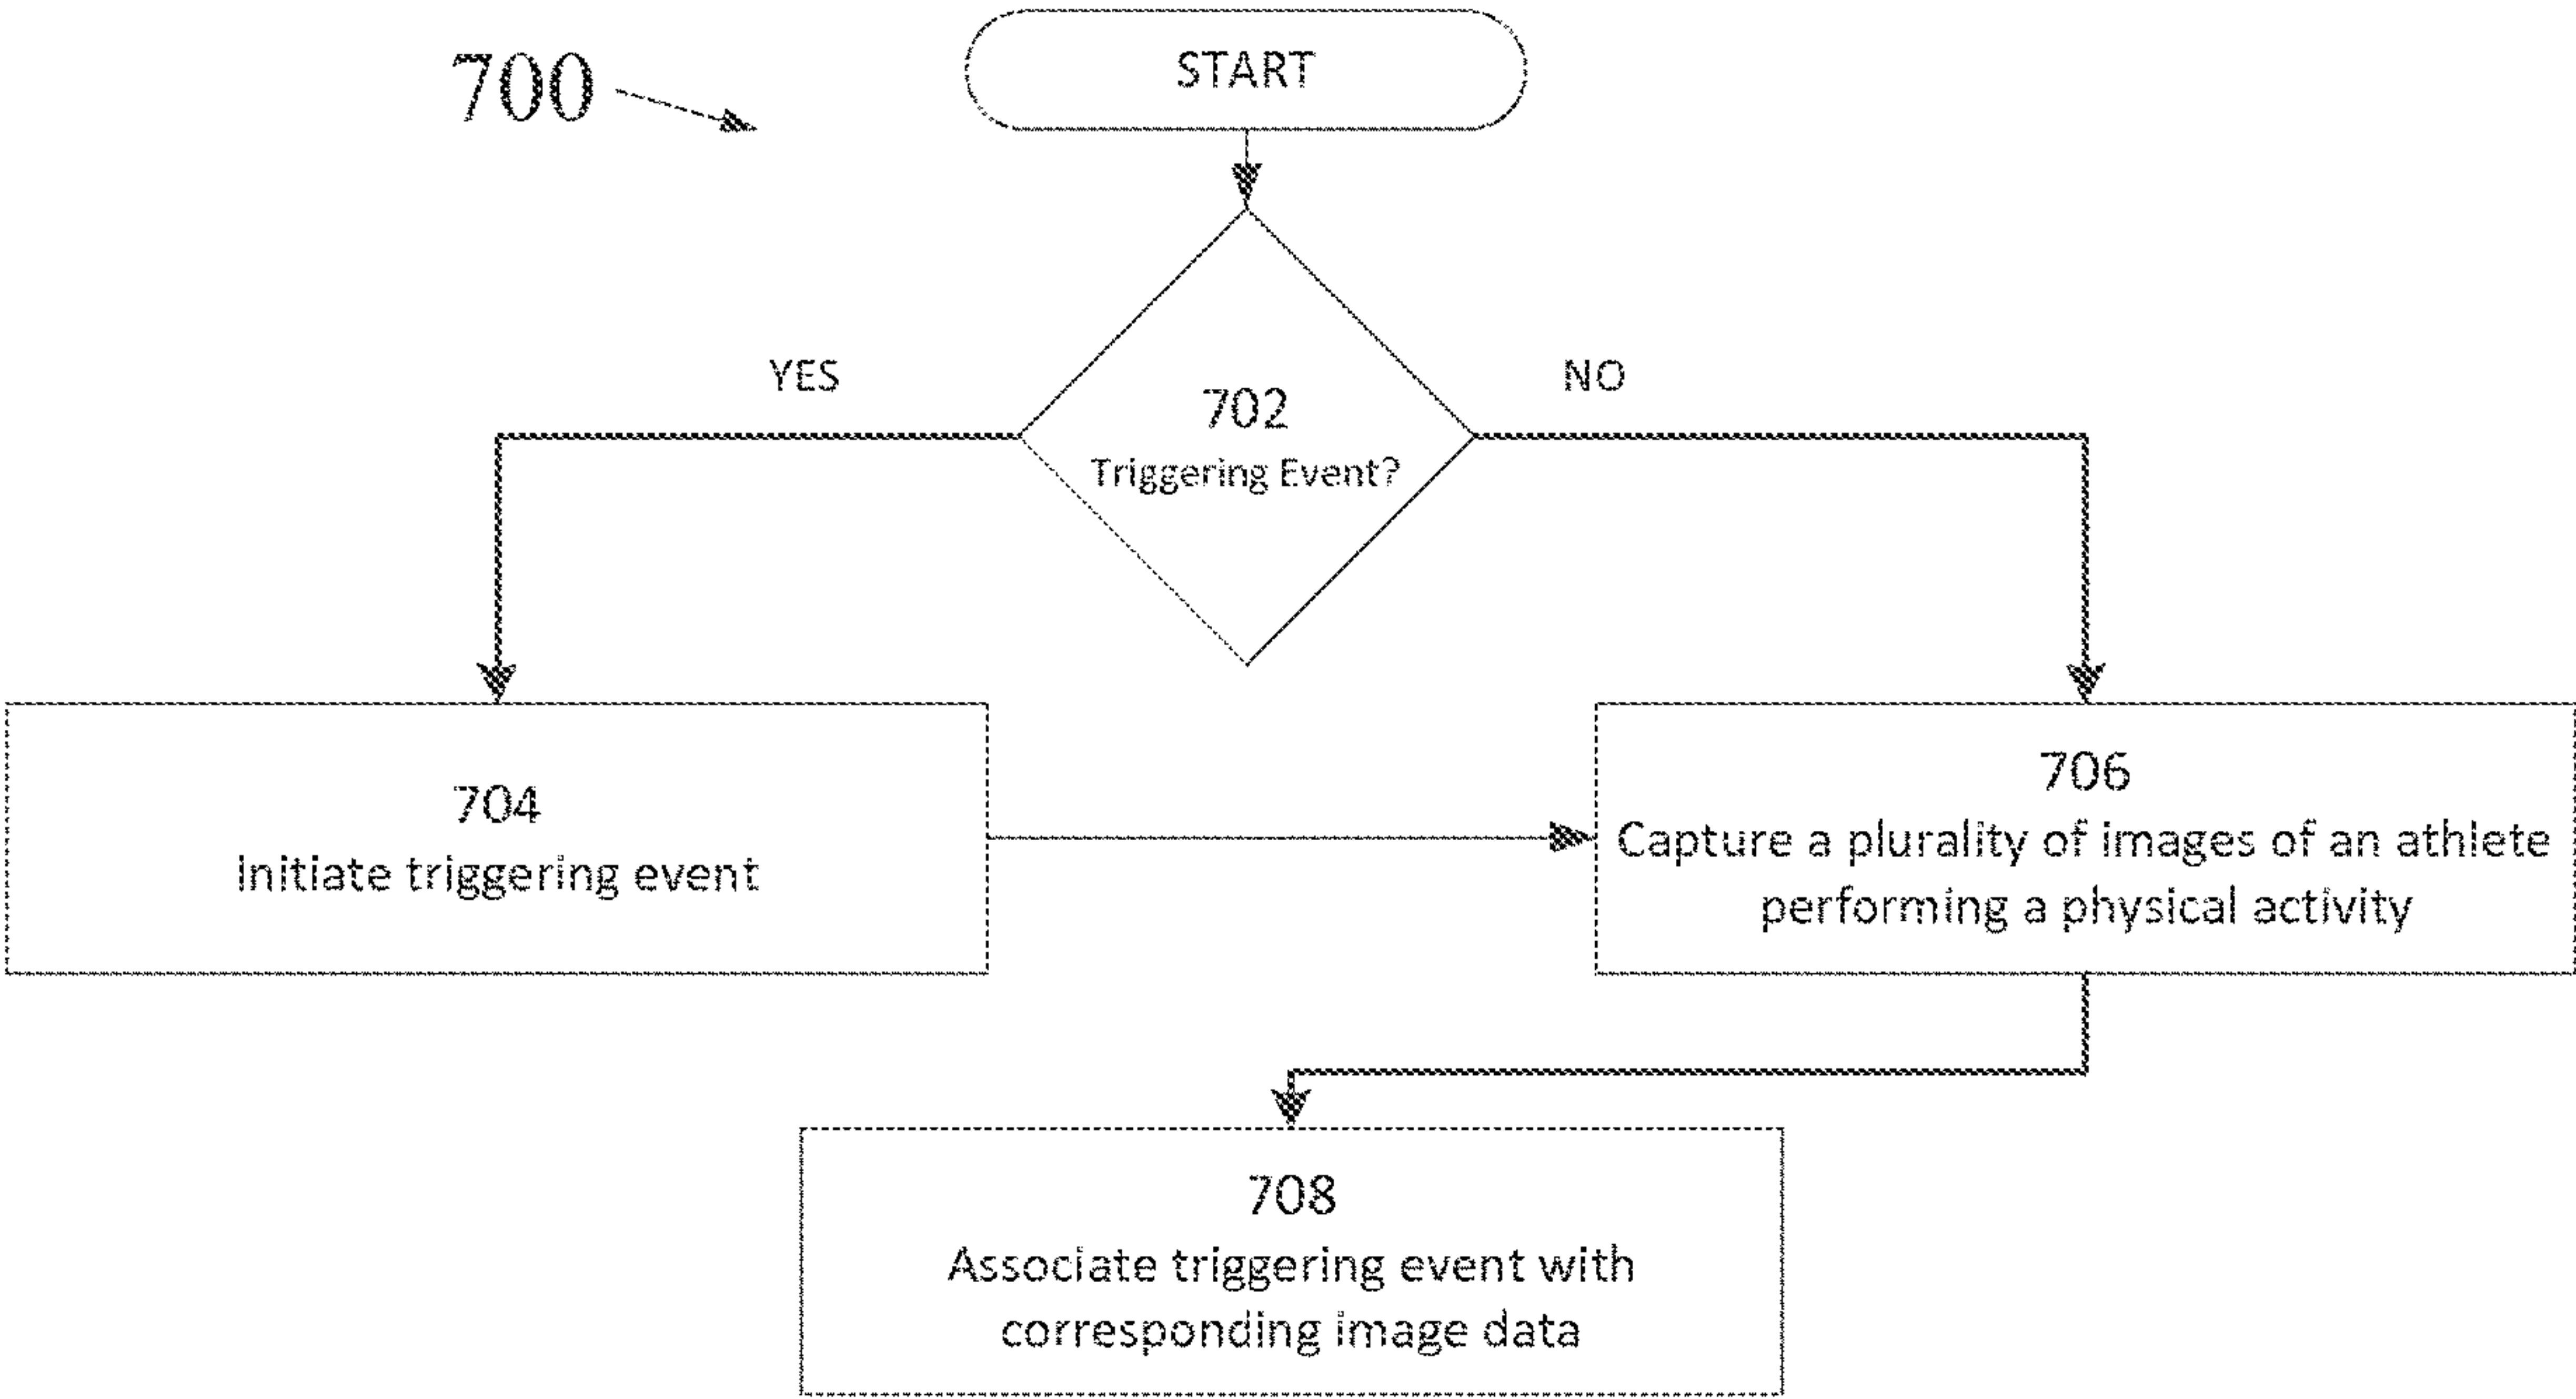 700
START
YES
NO
702
Triggering Event?
704
Initiate triggering event
706
Capture a plurality of images of an athlete
performing a physical activity
708
Associate triggering event with
corresponding image data